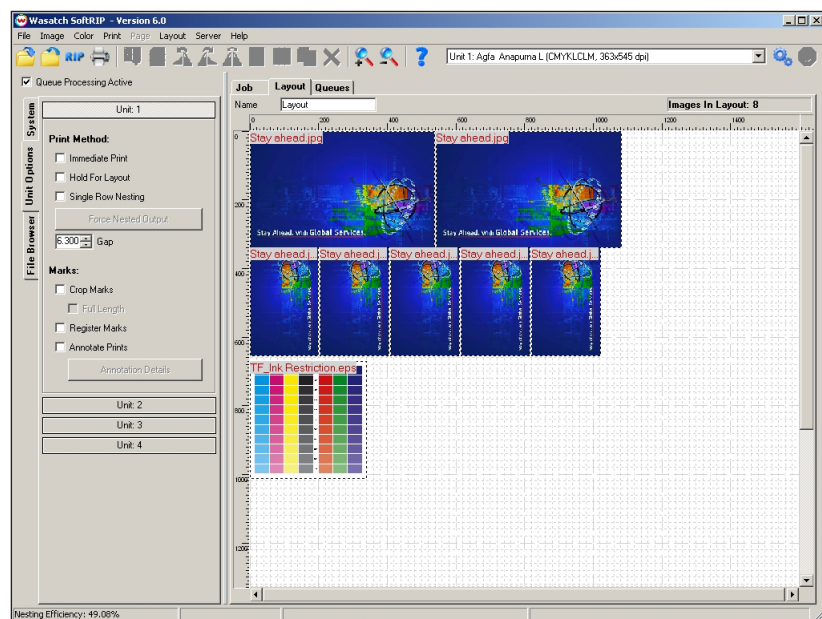 Wasatch SoftRIP - Version 6.0
File Image Color Print Page Layout Server Help
RIP
Unit 1: Agfa Anapurna L (CMYKLCLM, 363x545 dpi)
Queue Processing Active
System
Unit Options
File Browser
Unit: 1
Print Method:
Immediate Print
Hold For Layout
Single Row Nesting
Force Nested Output
6.300 Gap
Marks:
Crop Marks
Full Length
Register Marks
Annotate Prints
Annotation Details
Unit: 2
Unit: 3
Unit: 4
Job Layout Queues
Name Layout Images In Layout: 8
0 200 400 600 800 1000 1200 1400
0
200
400
600
800
1000
1200
Stay ahead.jpg Stay ahead.jpg
Stay Ahead. With Global Services. Stay Ahead. With Global Services.
Stay ahead.j... Stay ahead.j... Stay ahead.j... Stay ahead.j... Stay ahead.j...
TF_Ink Restriction.eps
Nesting Efficiency: 49.08%